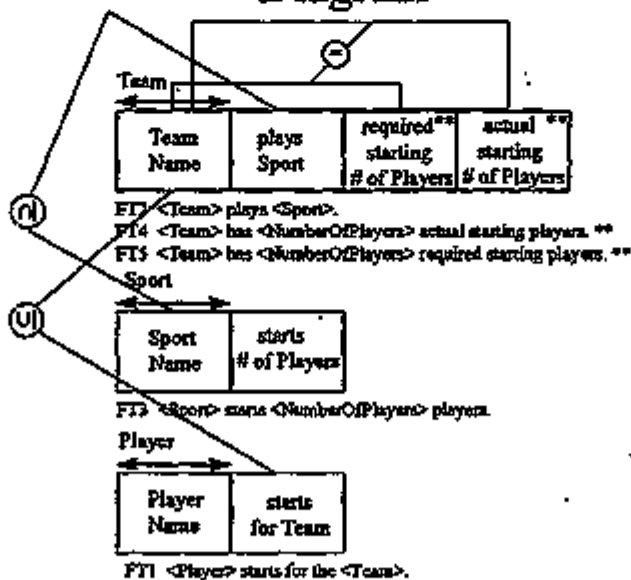 =
Team
Team Name
plays Sport
required** starting # of Players
actual ** starting # of Players
FT3 <Team> plays <Sport>.
FT4 <Team> has <NumberOfPlayers> actual starting players. **
FT5 <Team> has <NumberOfPlayers> required starting players. **
Sport
Sport Name
starts # of Players
<Sport> starts <NumberOfPlayers> players.
Player
Player Name
starts for Team
FT1 <Player> starts for the <Team>.